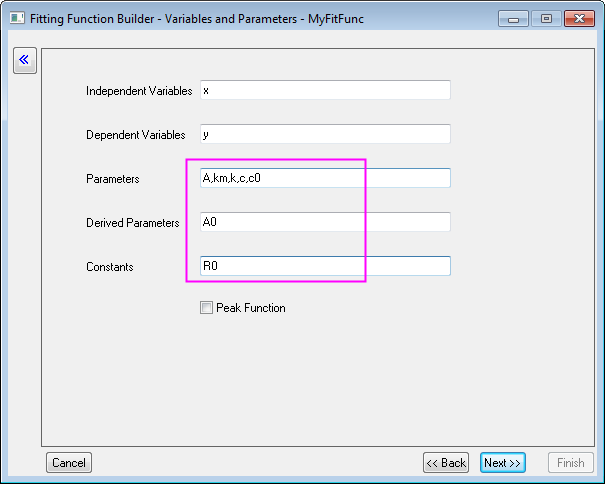 Fitting Function Builder - Variables and Parameters - MyFitFunc
Independent Variables x
Dependent Variables y
Parameters A,km,k,c,c0
Derived Parameters A0
Constants R0
Peak Function
Cancel << Back Next >> Finish